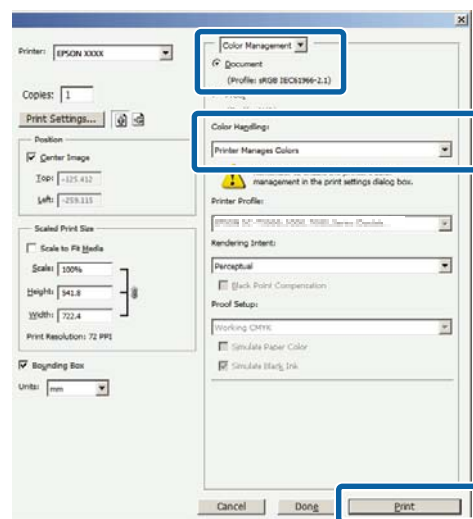 Color Management
Printer: EPSON XXXX
Document
(Profile: sRGB IEC61966-2.1)
Copies: 1
Print Settings...
Color Handling:
Position
Printer Manages Colors
Center Image
Top: -125.412
management in the print settings dialog box.
Left: -259.115
Printer Profile:
Scaled Print Size
Scale to Fit Media
Rendering Intent:
Scale: 100%
Perceptual
Height: 541.8
Black Point Compensation
Width: 722.4
Proof Setup:
Print Resolution: 72 PPI
Working CMYK
Simulate Paper Color
Bounding Box
Simulate Black Ink
Units: mm
Cancel
Done
Print